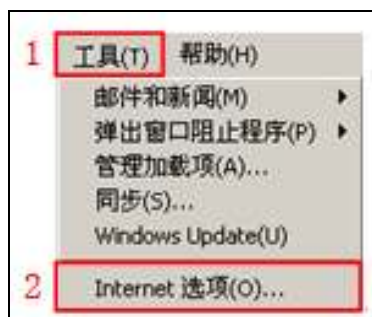 1 工具(T) 帮助(H)
邮件和新闻(M)
弹出窗口阻止程序(P)
管理加载项(A)...
同步(S)...
Windows Update(U)
2 Internet 选项(O)...